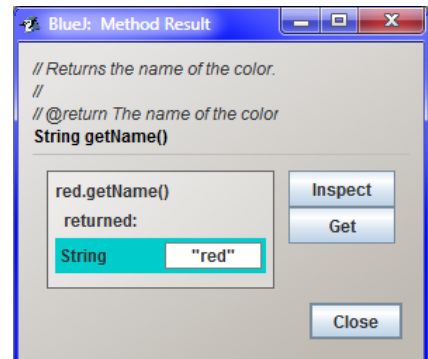 BlueJ: Method Result
// Returns the name of the color.
//
// @return The name of the color
String getName()
red.getName()
returned:
String "red"
Inspect
Get
Close